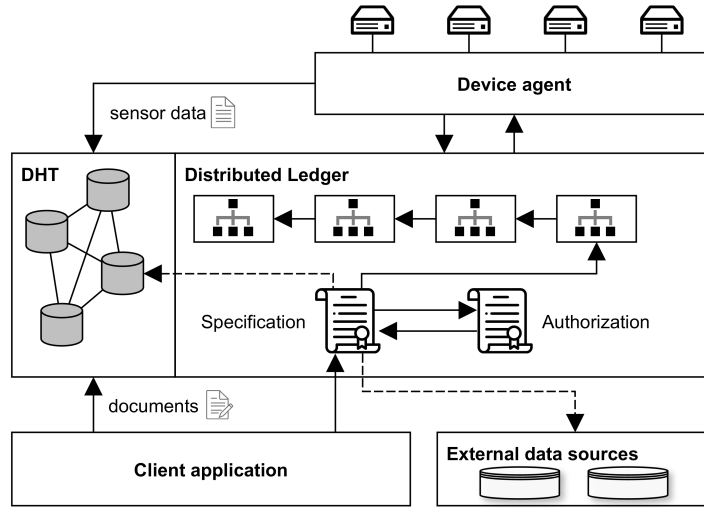 Device agent
sensor data
DHT
Distributed Ledger
Specification
Authorization
documents
Client application
External data sources